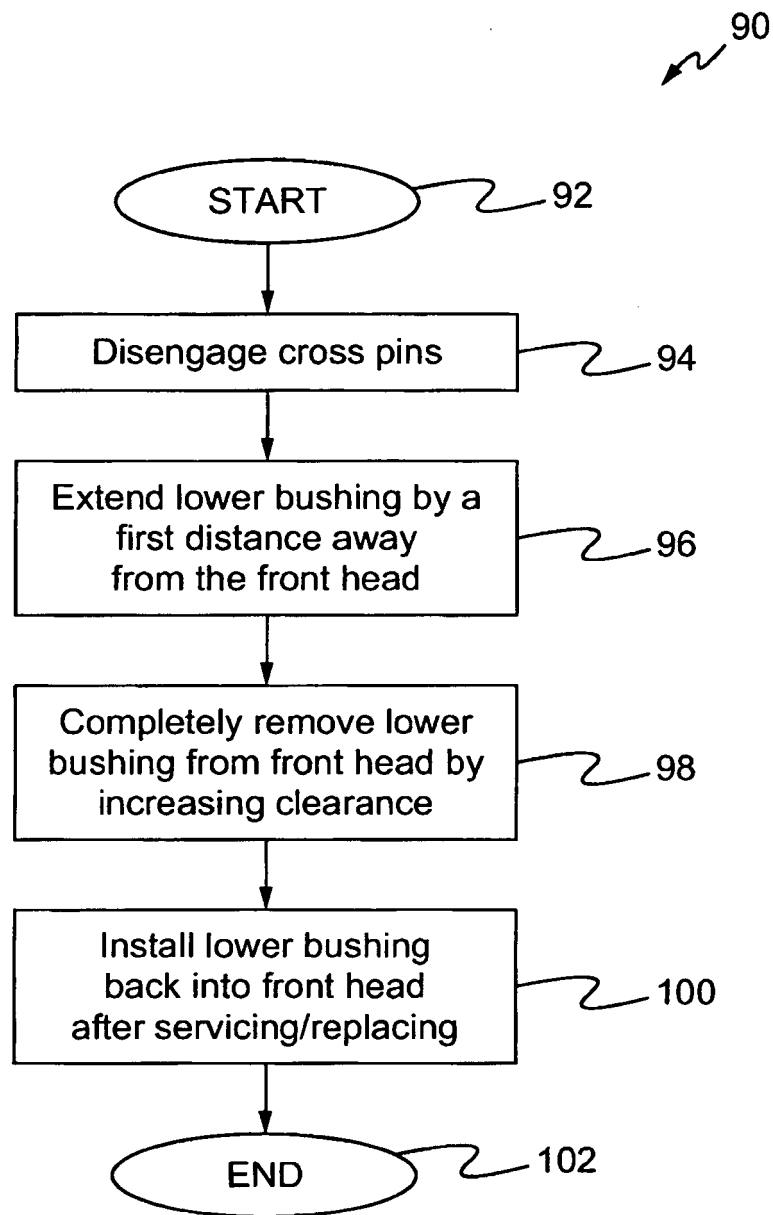 90
START
92
Disengage cross pins
94
Extend lower bushing by a
first distance away
from the front head
96
Completely remove lower
bushing from front head by
increasing clearance
98
Install lower bushing
back into front head
after servicing/replacing
100
END
102